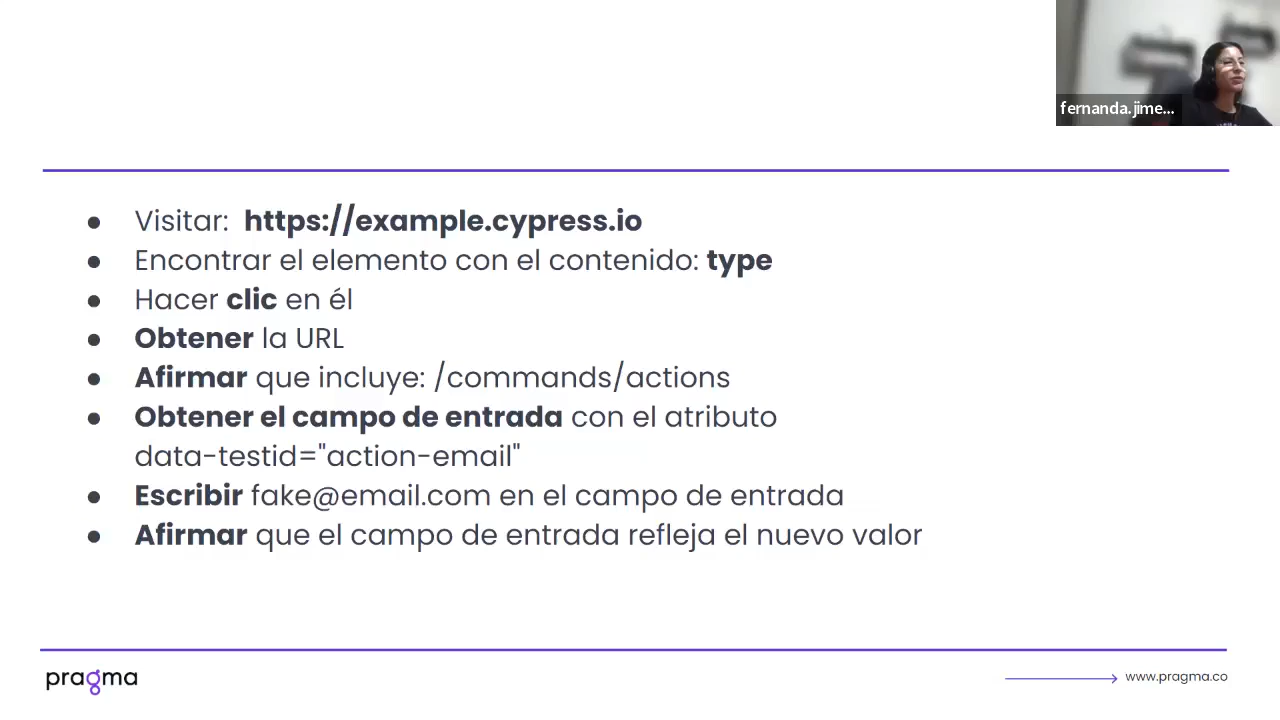 fernanda.jime...
● Visitar: https://example.cypress.io
● Encontrar el elemento con el contenido: type
● Hacer clic en él
● Obtener la URL
● Afirmar que incluye: /commands/actions
● Obtener el campo de entrada con el atributo
data-testid="action-email"
● Escribir fake@email.com en el campo de entrada
● Afirmar que el campo de entrada refleja el nuevo valor
pragma
www.pragma.co